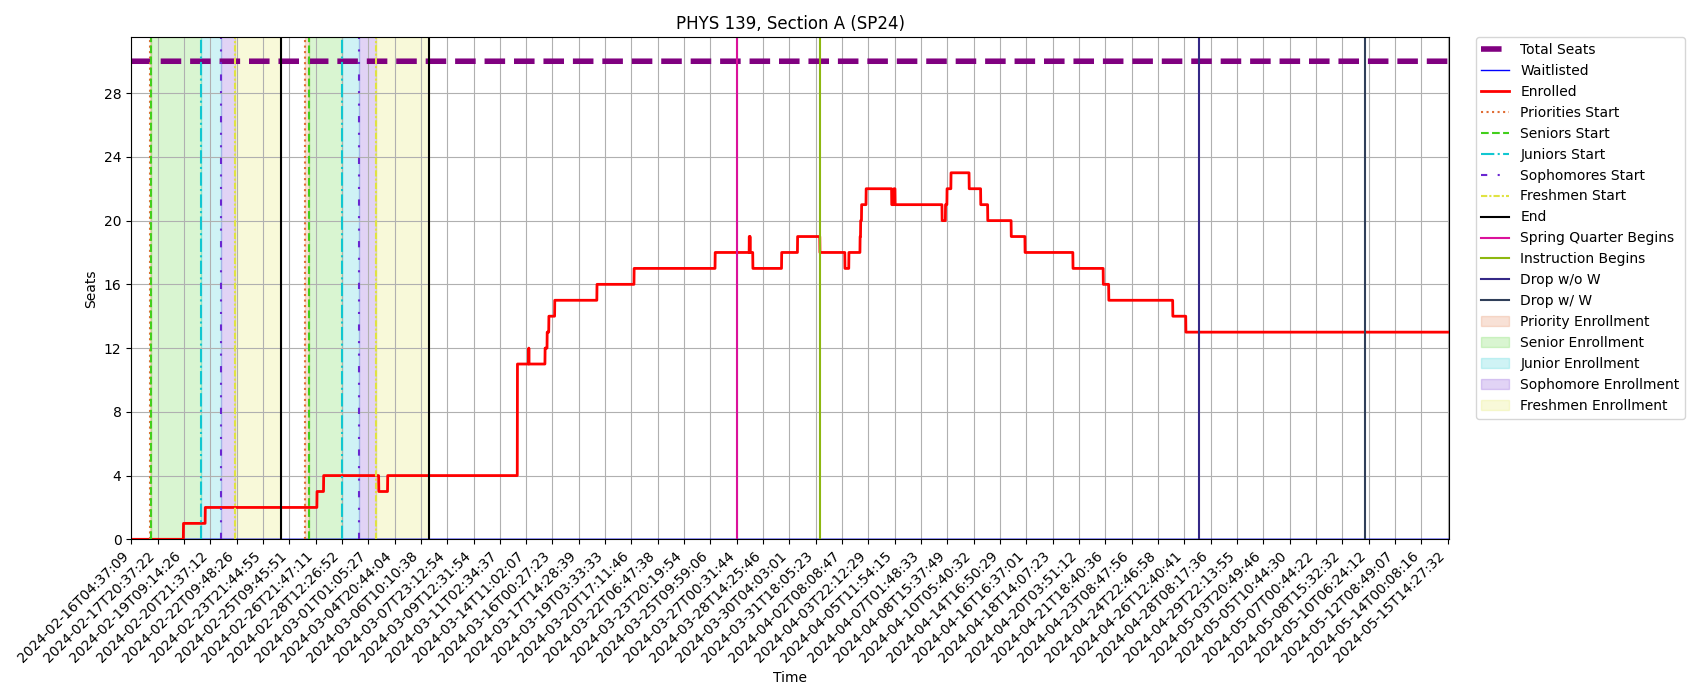 PHYS 139, Section A (SP24)
Seats
28
24
20
16
12
8
4
0
2024-02-16T04:37:09
2024-02-17T20:37:22
2024-02-19T09:14:26
2024-02-20T21:37:12
2024-02-22T09:48:26
2024-02-23T21:44:55
2024-02-25T09:45:51
2024-02-26T21:47:11
2024-02-28T12:26:52
2024-03-01T01:05:27
2024-03-04T20:44:04
2024-03-06T10:10:38
2024-03-07T23:12:54
2024-03-09T12:31:54
2024-03-11T02:34:37
2024-03-14T11:02:07
2024-03-16T00:27:23
2024-03-17T14:28:39
2024-03-19T03:33:33
2024-03-20T17:11:46
2024-03-22T06:47:38
2024-03-23T20:19:54
2024-03-25T09:59:06
2024-03-27T00:31:44
2024-03-28T14:25:46
2024-03-30T04:03:01
2024-03-31T18:05:23
2024-04-02T08:08:47
2024-04-03T22:12:29
2024-04-05T11:54:15
2024-04-07T01:48:33
2024-04-08T15:37:49
2024-04-10T05:40:32
2024-04-14T16:50:29
2024-04-16T16:37:01
2024-04-18T14:07:23
2024-04-20T03:51:12
2024-04-21T18:40:36
2024-04-23T08:47:56
2024-04-24T22:46:58
2024-04-26T12:40:41
2024-04-28T08:17:36
2024-04-29T22:13:55
2024-05-03T20:49:46
2024-05-05T10:44:30
2024-05-07T00:44:22
2024-05-08T15:32:32
2024-05-10T06:24:12
2024-05-12T08:49:07
2024-05-14T00:08:16
2024-05-15T14:27:32
Time
Total Seats
Waitlisted
Enrolled
Priorities Start
Seniors Start
Juniors Start
Sophomores Start
Freshmen Start
End
Spring Quarter Begins
Instruction Begins
Drop w/o W
Drop w/ W
Priority Enrollment
Senior Enrollment
Junior Enrollment
Sophomore Enrollment
Freshmen Enrollment